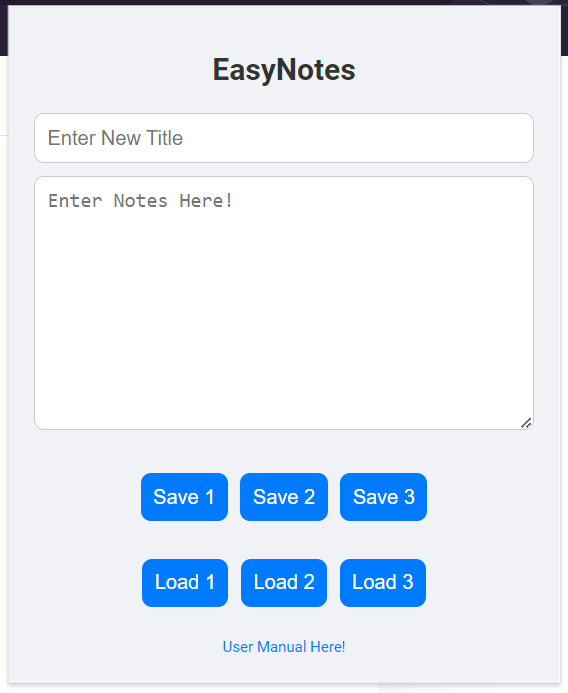 EasyNotes
Enter New Title
Enter Notes Here!
Save 1 Save 2 Save 3
Load 1 Load 2 Load 3
User Manual Here!